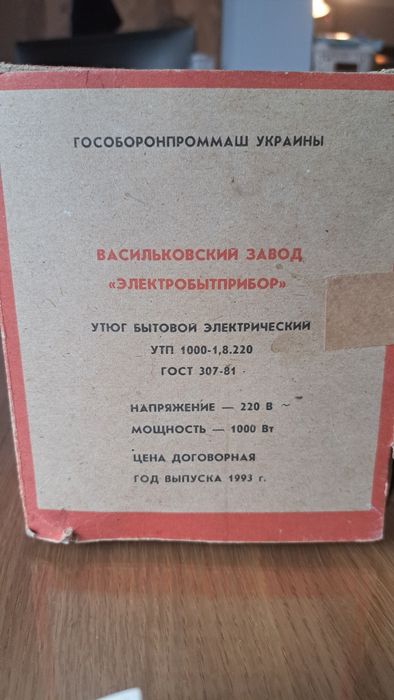 ГОСОБОРОНПРОММАШ УКРАИНЫ
ВАСИЛЬКОВСКИЙ ЗАВОД
«ЭЛЕКТРОБЫТПРИБОР»
УТЮГ БЫТОВОЙ ЭЛЕКТРИЧЕСКИЙ
УТП 1000-1,8.220
ГОСТ 307-81
НАПРЯЖЕНИЕ — 220 В ~
МОЩНОСТЬ — 1000 Вт
ЦЕНА ДОГОВОРНАЯ
ГОД ВЫПУСКА 1993 г.